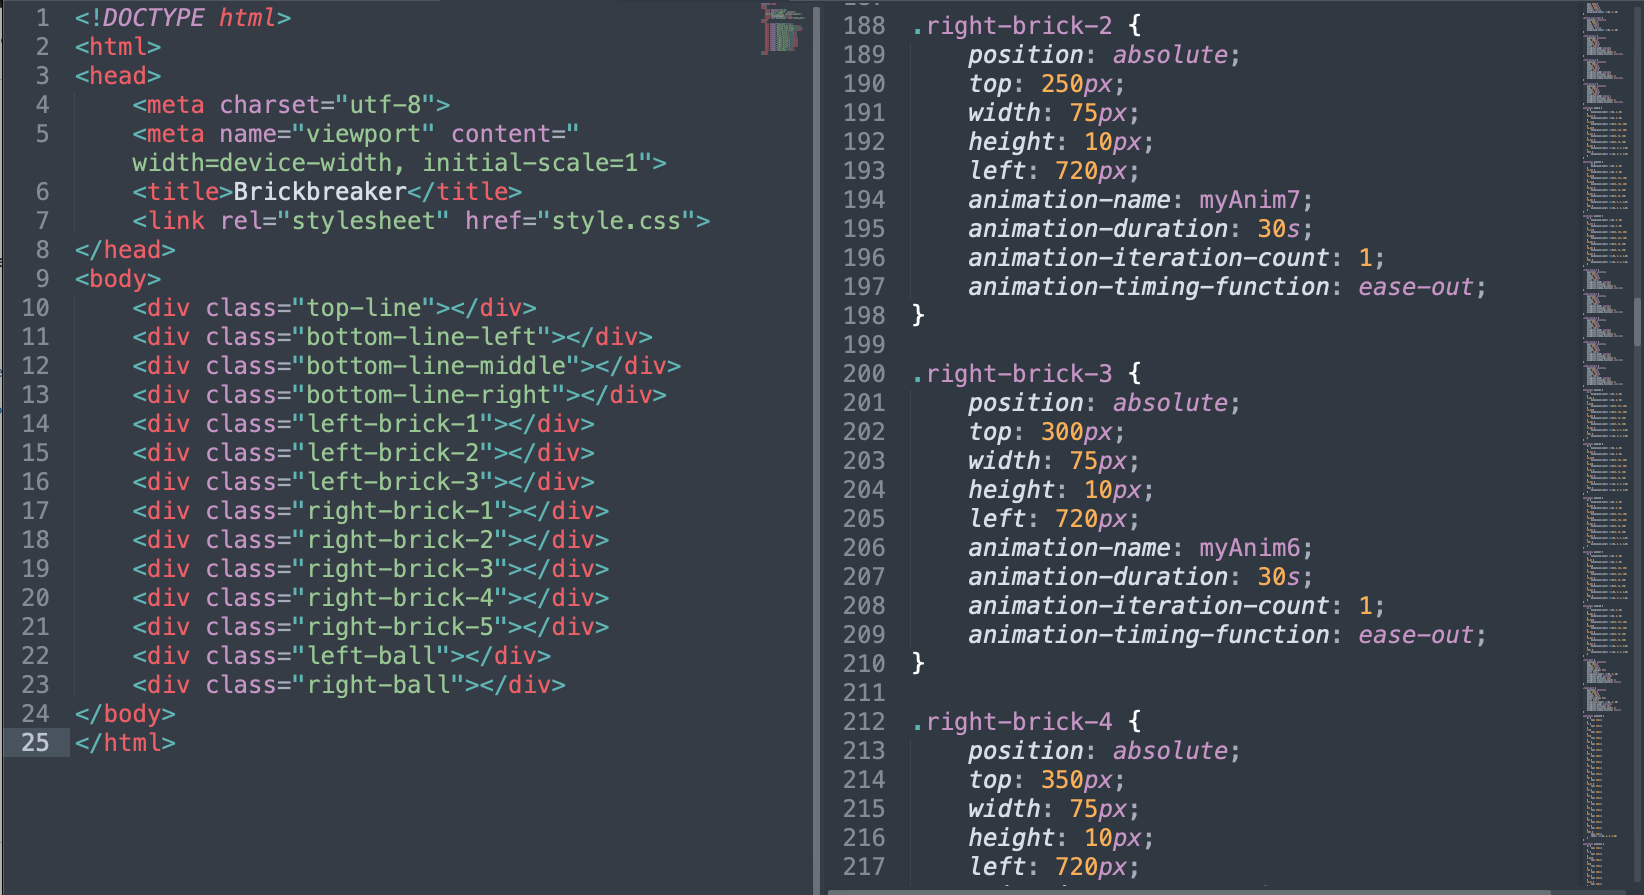 1 <!DOCTYPE html>
2 <html>
3 <head>
4 <meta charset="utf-8">
5 <meta name="viewport" content="
width=device-width, initial-scale=1">
6 <title>Brickbreaker</title>
7 <link rel="stylesheet" href="style.css">
8 </head>
9 <body>
10 <div class="top-line"></div>
11 <div class="bottom-line-left"></div>
12 <div class="bottom-line-middle"></div>
13 <div class="bottom-line-right"></div>
14 <div class="left-brick-1"></div>
15 <div class="left-brick-2"></div>
16 <div class="left-brick-3"></div>
17 <div class="right-brick-1"></div>
18 <div class="right-brick-2"></div>
19 <div class="right-brick-3"></div>
20 <div class="right-brick-4"></div>
21 <div class="right-brick-5"></div>
22 <div class="left-ball"></div>
23 <div class="right-ball"></div>
24 </body>
25 </html>
188 .right-brick-2 {
189 position: absolute;
190 top: 250px;
191 width: 75px;
192 height: 10px;
193 left: 720px;
194 animation-name: myAnim7;
195 animation-duration: 30s;
196 animation-iteration-count: 1;
197 animation-timing-function: ease-out;
198 }
199
200 .right-brick-3 {
201 position: absolute;
202 top: 300px;
203 width: 75px;
204 height: 10px;
205 left: 720px;
206 animation-name: myAnim6;
207 animation-duration: 30s;
208 animation-iteration-count: 1;
209 animation-timing-function: ease-out;
210 }
211
212 .right-brick-4 {
213 position: absolute;
214 top: 350px;
215 width: 75px;
216 height: 10px;
217 left: 720px;